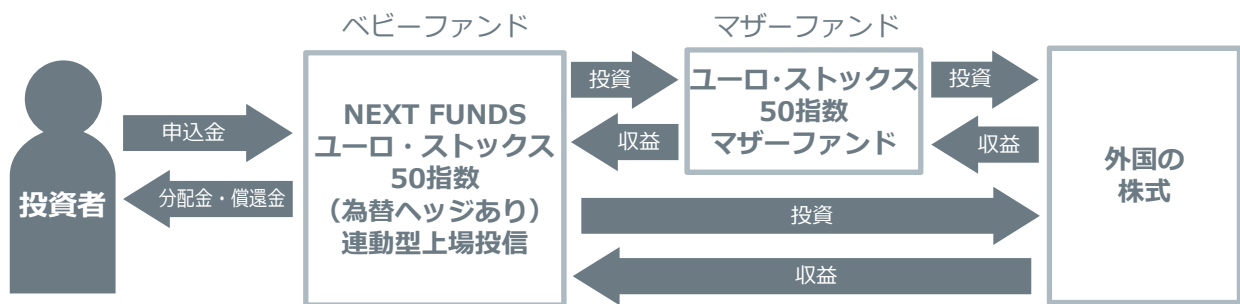 ベビーファンド
マザーファンド
投資者
申込金
分配金・償還金
NEXT FUNDS
ユーロ・ストックス
50指数
（為替ヘッジあり）
連動型上場投信
投資
収益
ユーロ・ストックス
50指数
マザーファンド
投資
収益
投資
収益
外国の
株式